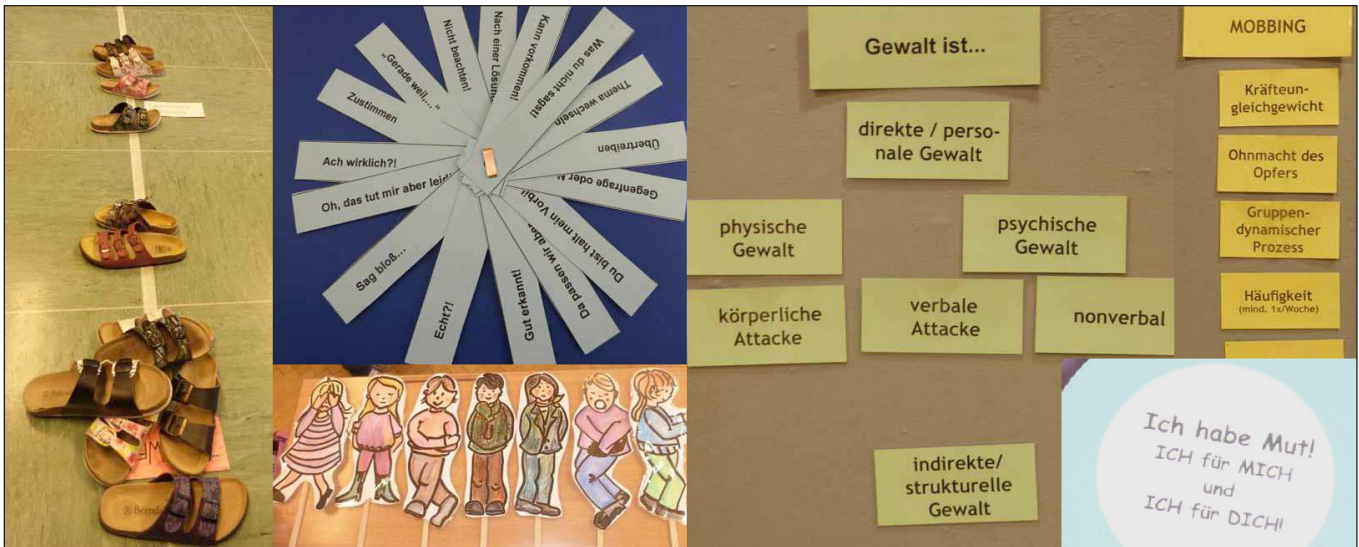 Nicht beachten!
„Gerade weil,...“
Zustimmen
Ach wirklich?!
Oh, das tut mir aber leid
Sag bloß...
Echt?!
Gut erkannt!
Da passen wir aber
Du bist halt mein Vorbi
Gegenfrage oder
Übertreiben
Thema wechseln
Was du nicht sagst!
Kann vorkommen!
Nach einer Lösun
Gewalt ist...
direkte / perso-
nale Gewalt
physische
Gewalt
psychische
Gewalt
körperliche
Attacke
verbale
Attacke
nonverbal
indirekte/
strukturelle
Gewalt
MOBBING
Kräfteun-
gleichgewicht
Ohnmacht des
Opfers
Gruppen-
dynamischer
Prozess
Häufigkeit
(mind. 1x/Woche)
Ich habe Mut!
ICH für MICH
und
ICH für DICH!